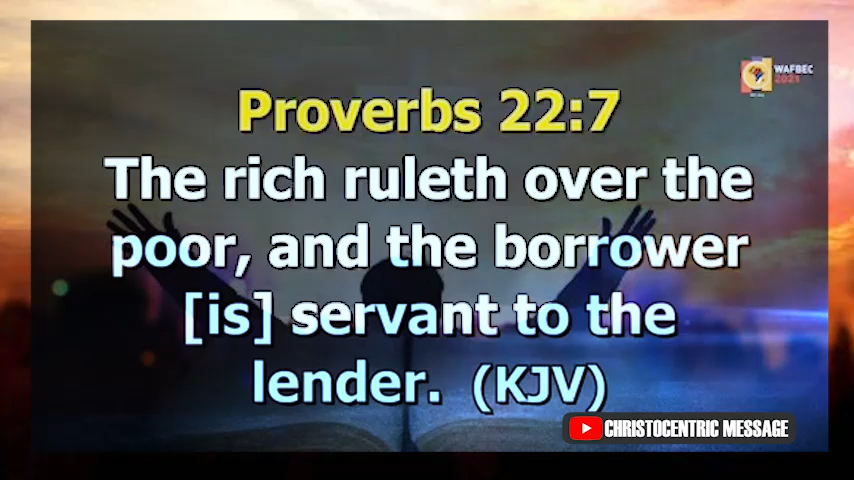 WAFBEC
2021
Proverbs 22:7
The rich ruleth over the
poor, and the borrower
[is] servant to the
lender. (KJV)
CHRISTOCENTRIC MESSAGE